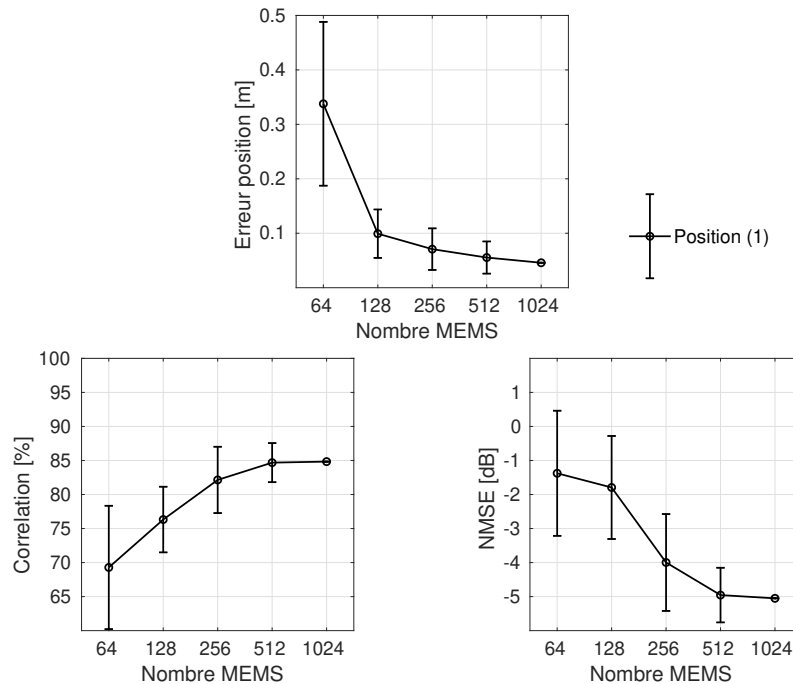 0.5
0.4
0.3
0.2
0.1
Erreur position [m]
64 128 256 512 1024
Nombre MEMS
Position (1)
100
95
90
85
80
75
70
65
Correlation [%]
64 128 256 512 1024
Nombre MEMS
1
0
-1
-2
-3
-4
-5
NMSE [dB]
64 128 256 512 1024
Nombre MEMS